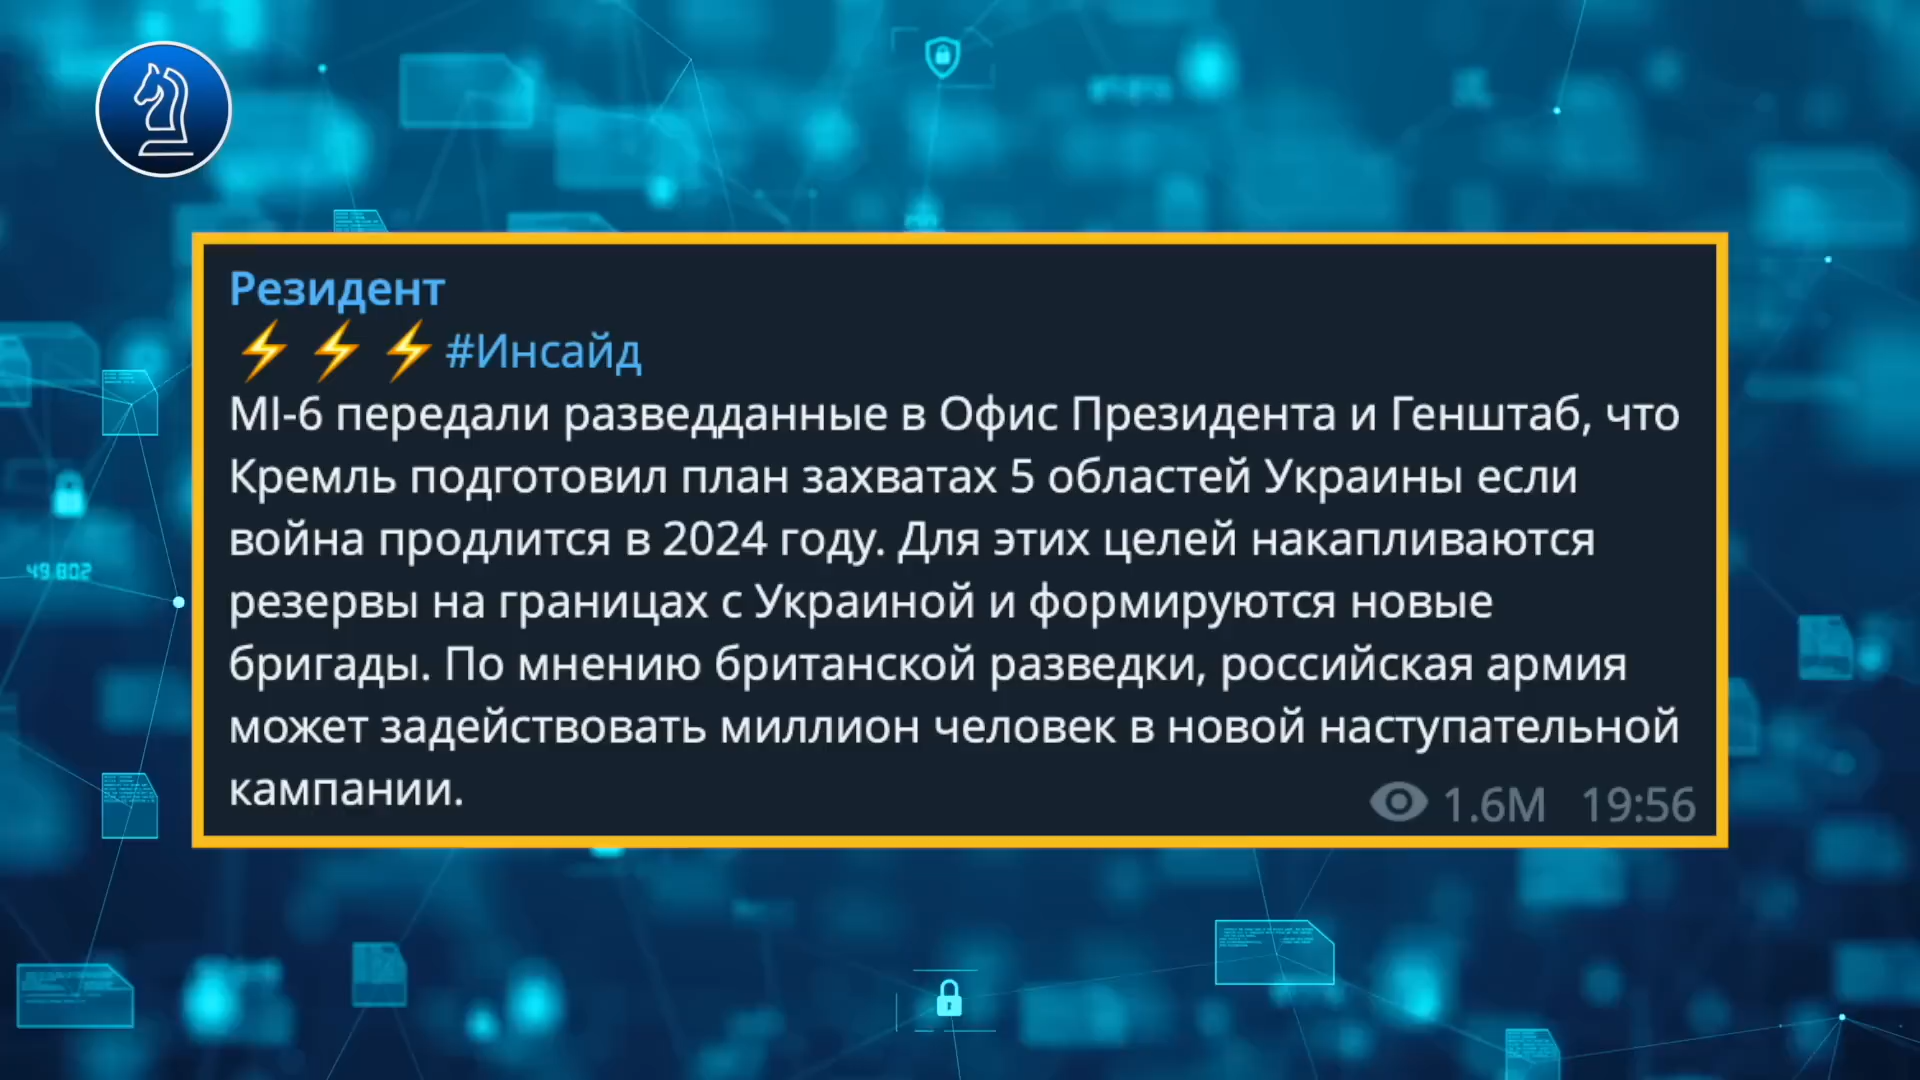 Резидент
⚡⚡⚡#Инсайд
MI-6 передали разведданные в Офис Президента и Генштаб, что
Кремль подготовил план захватах 5 областей Украины если
война продлится в 2024 году. Для этих целей накапливаются
резервы на границах с Украиной и формируются новые
бригады. По мнению британской разведки, российская армия
может задействовать миллион человек в новой наступательной
кампании.
1.6M 19:56
49.802